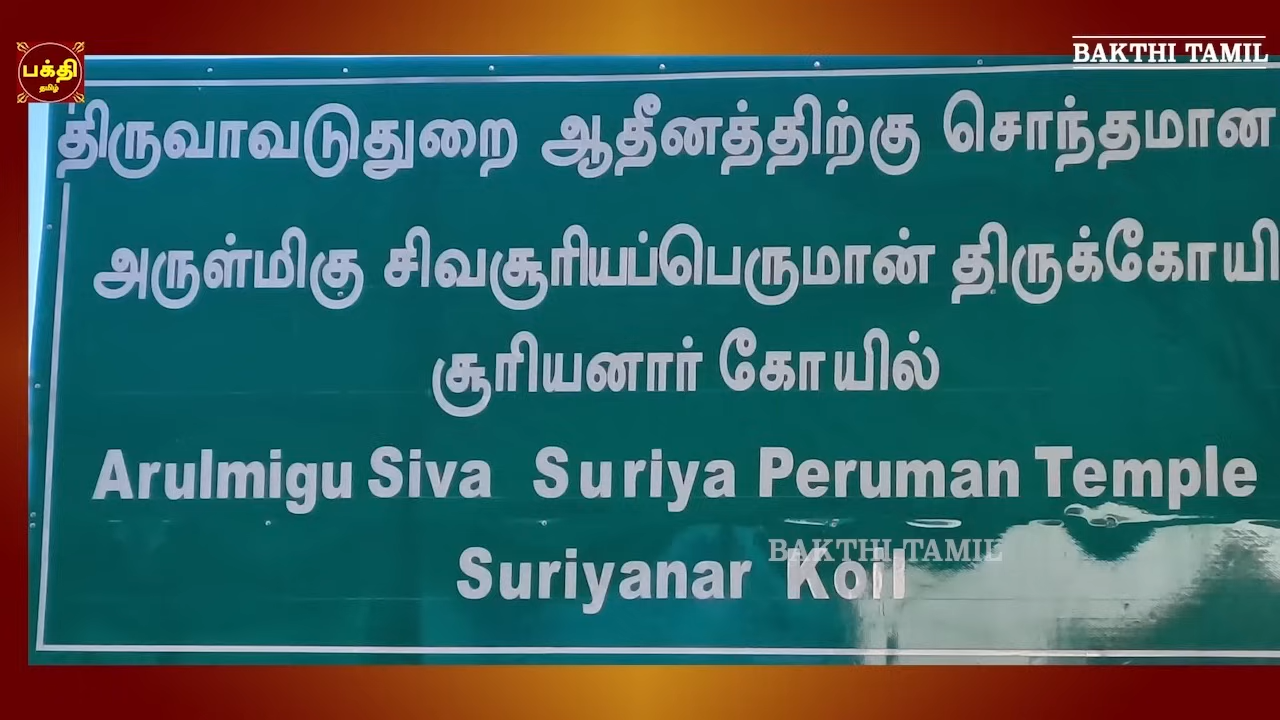 பக்தி
தமிழ்
BAKTHI TAMIL
திருவாவடுதுறை ஆதீனத்திற்கு சொந்தமான
அருள்மிகு சிவசூரியப்பெருமான் திருக்கோயி
சூரியனார் கோயில்
Arulmigu Siva Suriya Peruman Temple
BAKTHI TAMIL
Suriyanar Koil